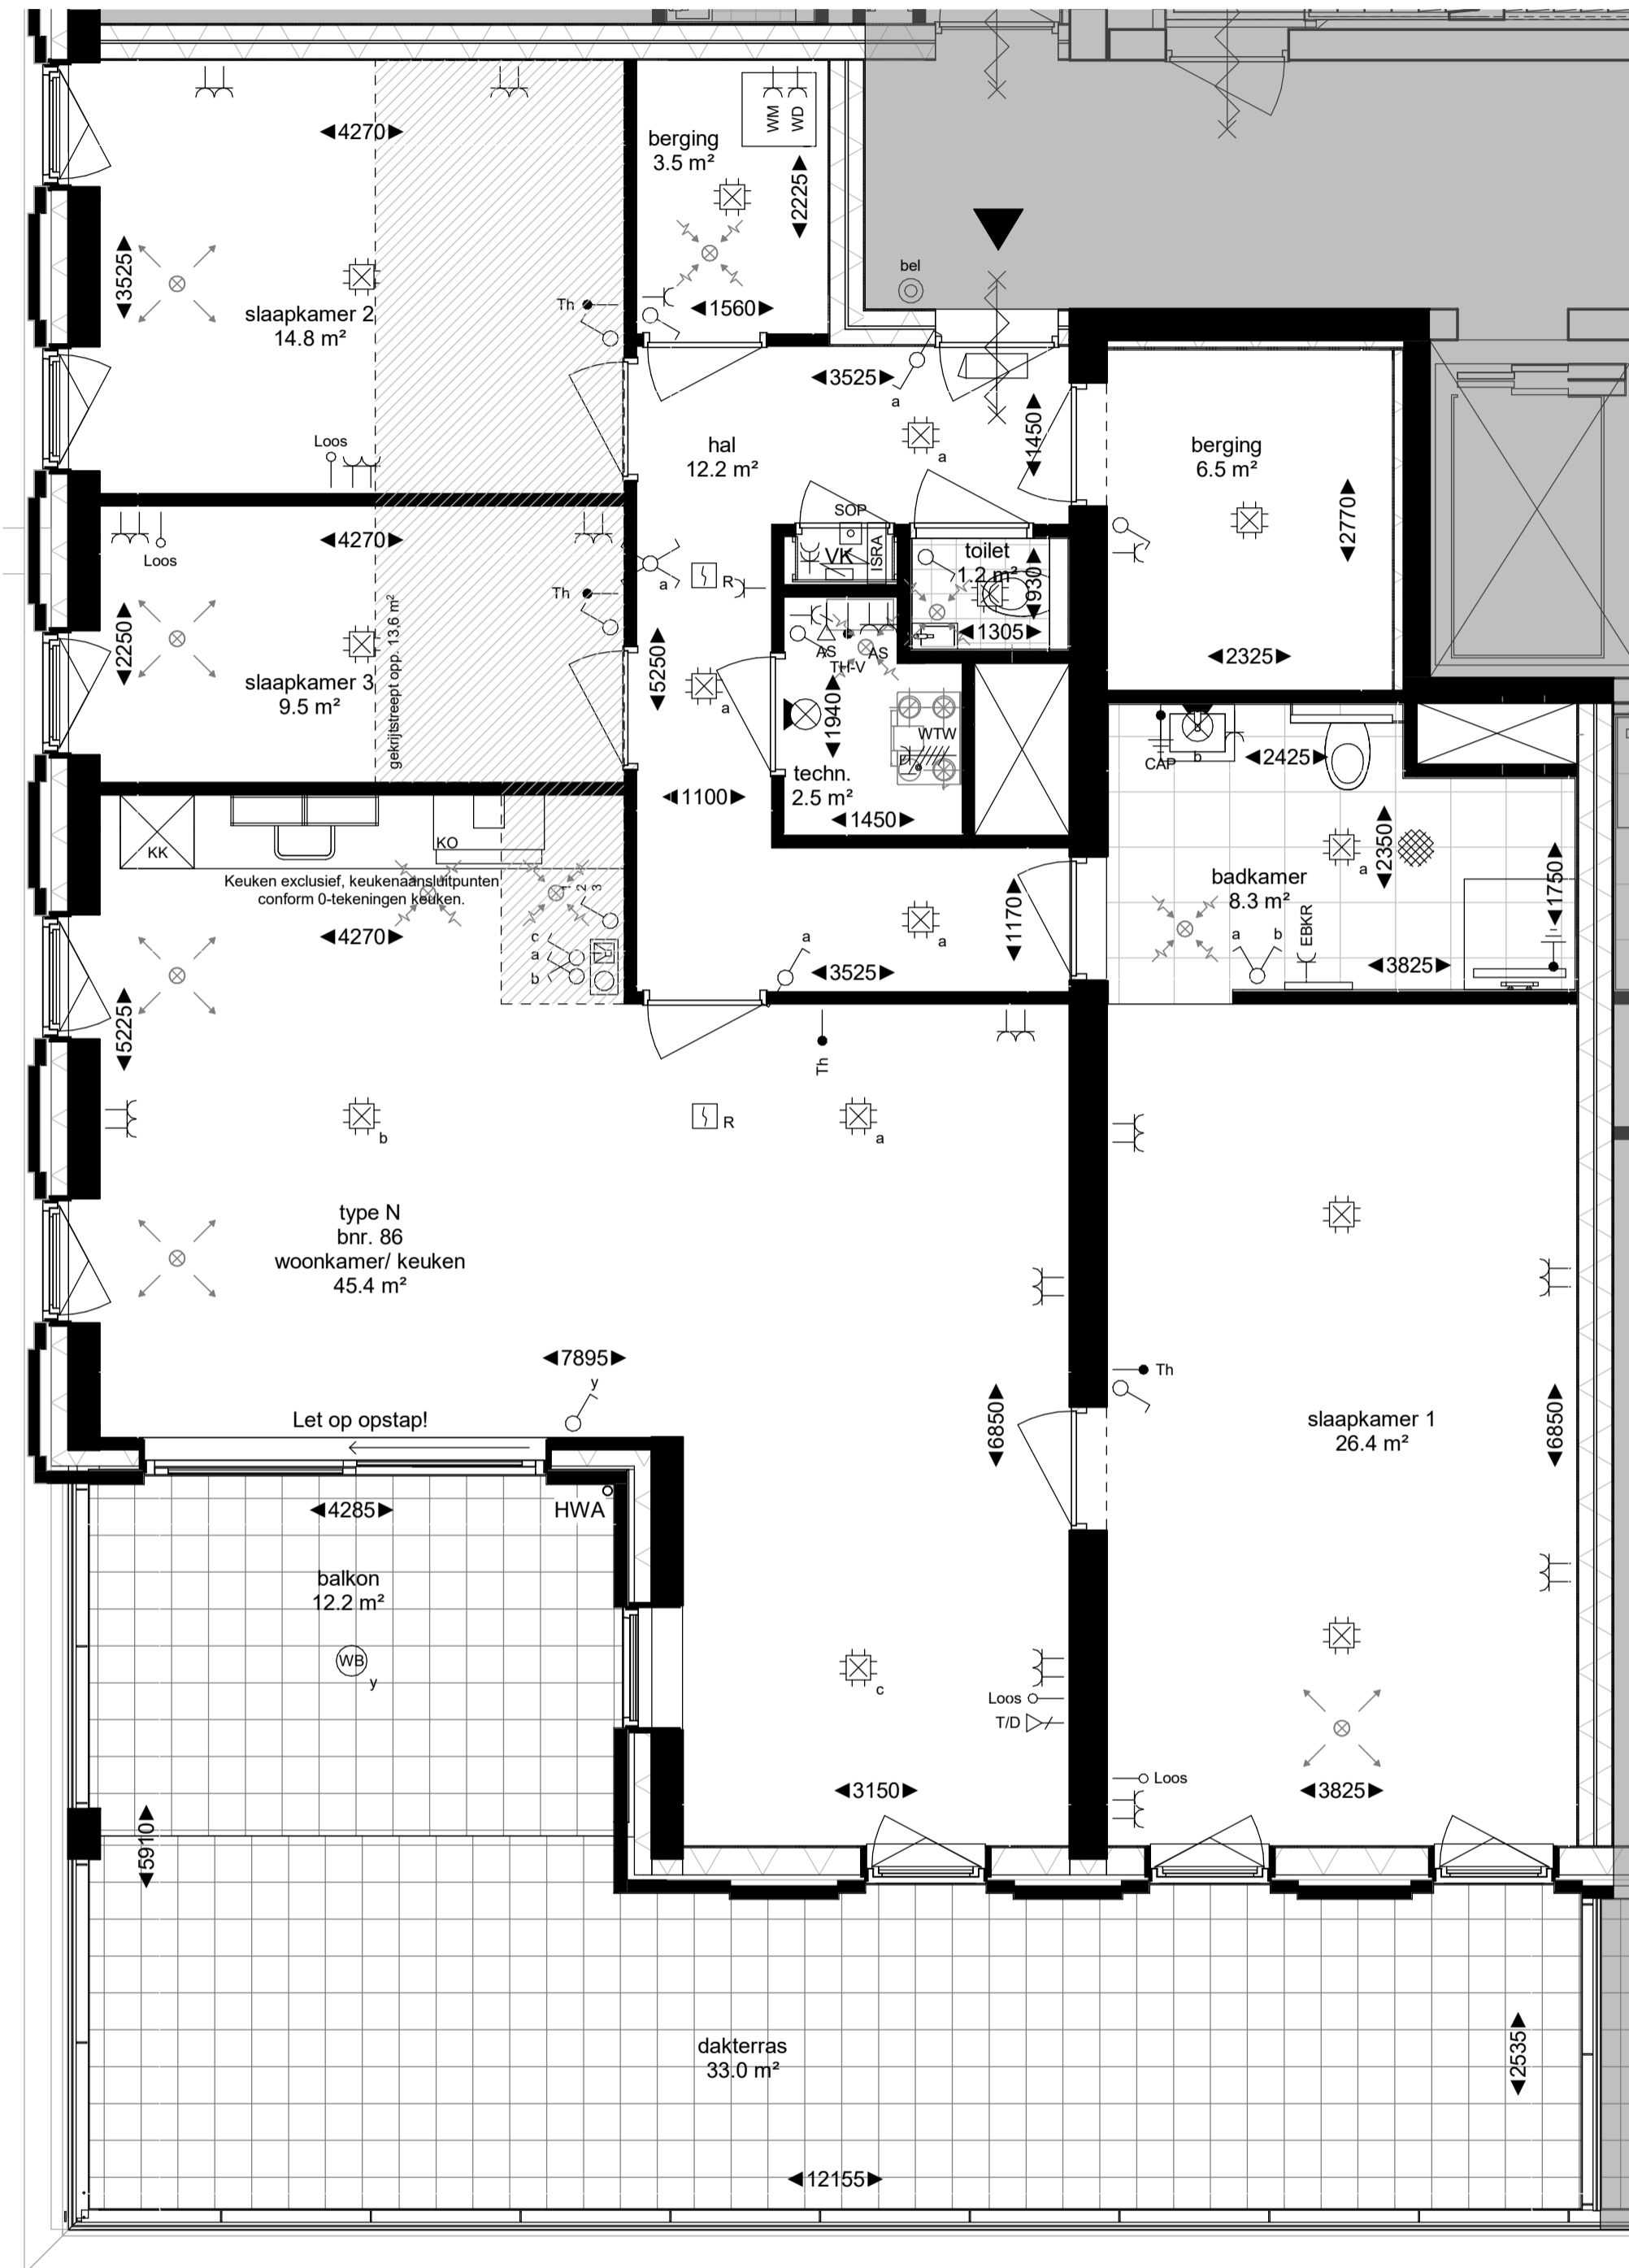 WM
WD
4270
berging
3.5 m²
2225
3525
bel
slaapkamer 2
14.8 m²
Th
1560
3525
a
hal
12.2 m²
1450
a
berging
6.5 m²
2770
Loos
SOP
VK
ISRA
toilet
1.2 m²
930
1305
2325
4270
Loos
a
R
Th
gekrijtstreept opp. 13,6 m²
2250
slaapkamer 3
9.5 m²
5250
a
AS
AS
TH-V
1940
WTW
techn.
2.5 m²
1450
1100
CAP
b
2425
2350
a
badkamer
8.3 m²
1750
EBKR
a
b
3825
KK
KO
Keuken exclusief, keukenaansluitpunten
conform 0-tekeningen keuken.
1
2
3
4270
c
a
b
a
3525
a
1170
5225
Th
b
R
a
type N
bnr. 86
woonkamer/ keuken
45.4 m²
7895
y
Th
6850
slaapkamer 1
26.4 m²
6850
Let op opstap!
4285
HWA
balkon
12.2 m²
WB
y
c
Loos
T/D
3150
Loos
3825
5910
dakterras
33.0 m²
2535
12155